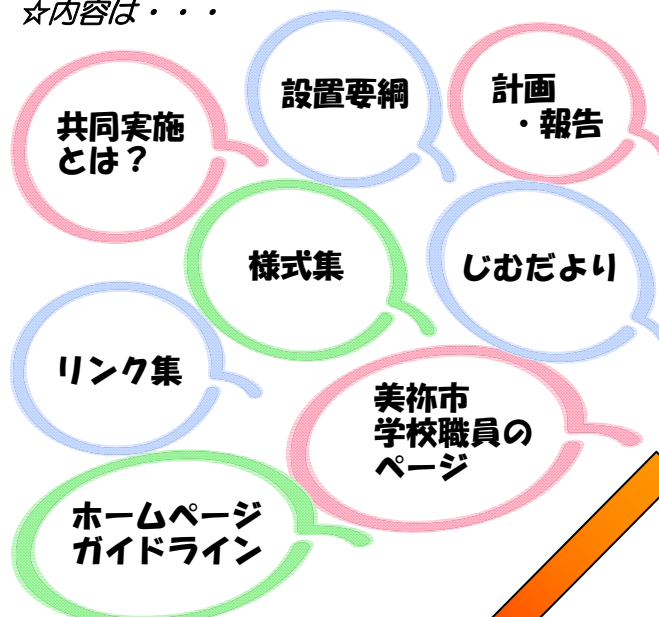 ☆内容は・・・
共同実施
とは？
設置要綱
計画
・報告
様式集
じむだより
リンク集
美祢市
学校職員の
ページ
ホームページ
ガイドライン